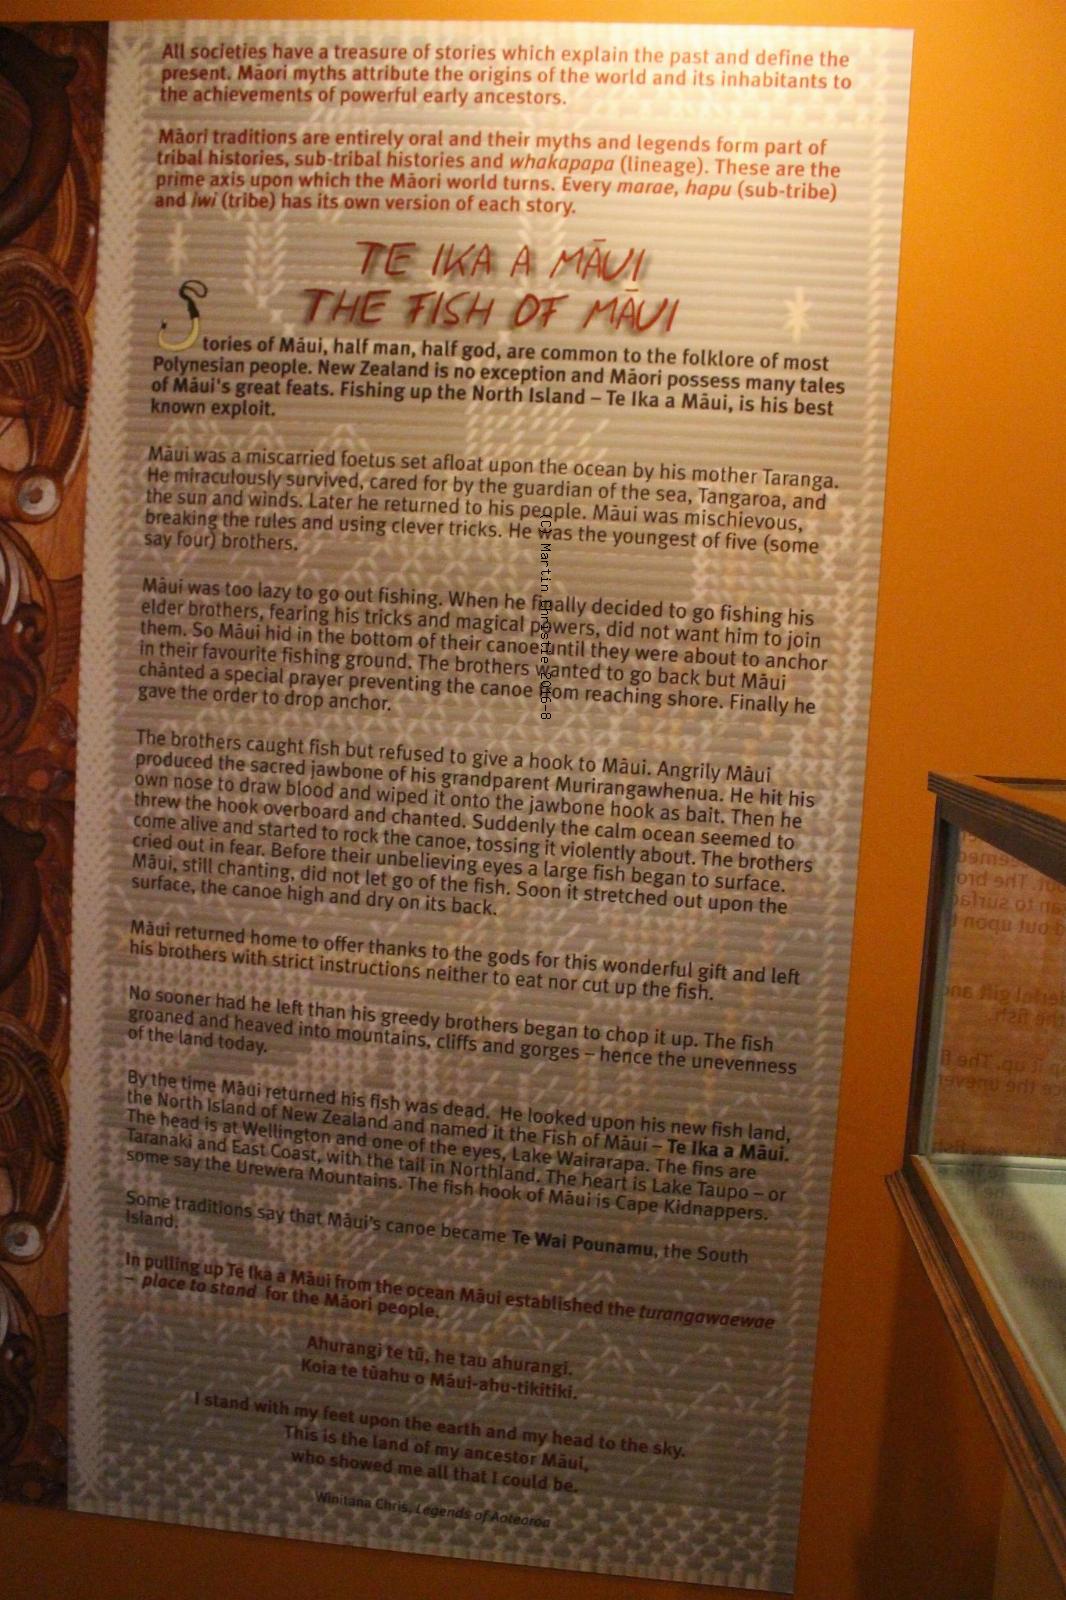 All societies have a treasure of stories which explain the past and define the
present. Māori myths attribute the origins of the world and its inhabitants to
the achievements of powerful early ancestors.
Māori traditions are entirely oral and their myths and legends form part of
tribal histories, sub-tribal histories and whakapapa (lineage). These are the
prime axis upon which the Māori world turns. Every marae, hapu (sub-tribe)
and iwi (tribe) has its own version of each story.
TE IKA A MĀUI
THE FISH OF MĀUI
Stories of Māui, half man, half god, are common to the folklore of most
Polynesian people. New Zealand is no exception and Māori possess many tales
of Māui's great feats. Fishing up the North Island – Te Ika a Māui, is his best
known exploit.
Māui was a miscarried foetus set afloat upon the ocean by his mother Taranga.
He miraculously survived, cared for by the guardian of the sea, Tangaroa, and
the sun and winds. Later he returned to his people. Māui was mischievous,
breaking the rules and using clever tricks. He was the youngest of five (some
say four) brothers.
Māui was too lazy to go out fishing. When he finally decided to go fishing his
elder brothers, fearing his tricks and magical powers, did not want him to join
them. So Māui hid in the bottom of their canoe until they were about to anchor
in their favourite fishing ground. The brothers wanted to go back but Māui
chanted a special prayer preventing the canoe from reaching shore. Finally he
gave the order to drop anchor.
The brothers caught fish but refused to give a hook to Māui. Angrily Māui
produced the sacred jawbone of his grandparent Murirangawhenua. He hit his
own nose to draw blood and wiped it onto the jawbone hook as bait. Then he
threw the hook overboard and chanted. Suddenly the calm ocean seemed to
come alive and started to rock the canoe, tossing it violently about. The brothers
cried out in fear. Before their unbelieving eyes a large fish began to surface.
Māui, still chanting, did not let go of the fish. Soon it stretched out upon the
surface, the canoe high and dry on its back.
Māui returned home to offer thanks to the gods for this wonderful gift and left
his brothers with strict instructions neither to eat nor cut up the fish.
No sooner had he left than his greedy brothers began to chop it up. The fish
groaned and heaved into mountains, cliffs and gorges – hence the unevenness
of the land today.
By the time Māui returned his fish was dead. He looked upon his new fish land,
the North Island of New Zealand and named it the Fish of Māui – Te Ika a Māui.
The head is at Wellington and one of the eyes, Lake Wairarapa. The fins are
Taranaki and East Coast, with the tail in Northland. The heart is Lake Taupo – or
some say the Urewera Mountains. The fish hook of Māui is Cape Kidnappers.
Some traditions say that Māui's canoe became Te Wai Pounamu, the South
Island.
In pulling up Te Ika a Māui from the ocean Māui established the turangawaewae
– place to stand for the Māori people.
Ahurangi te tū, he tau ahurangi.
Koia te tūahu o Māui-ahu-tikitiki.
I stand with my feet upon the earth and my head to the sky.
This is the land of my ancestor Māui,
who showed me all that I could be.
Winitana Chris, Legends of Aotearoa
(C) Martin Christie 2016-8